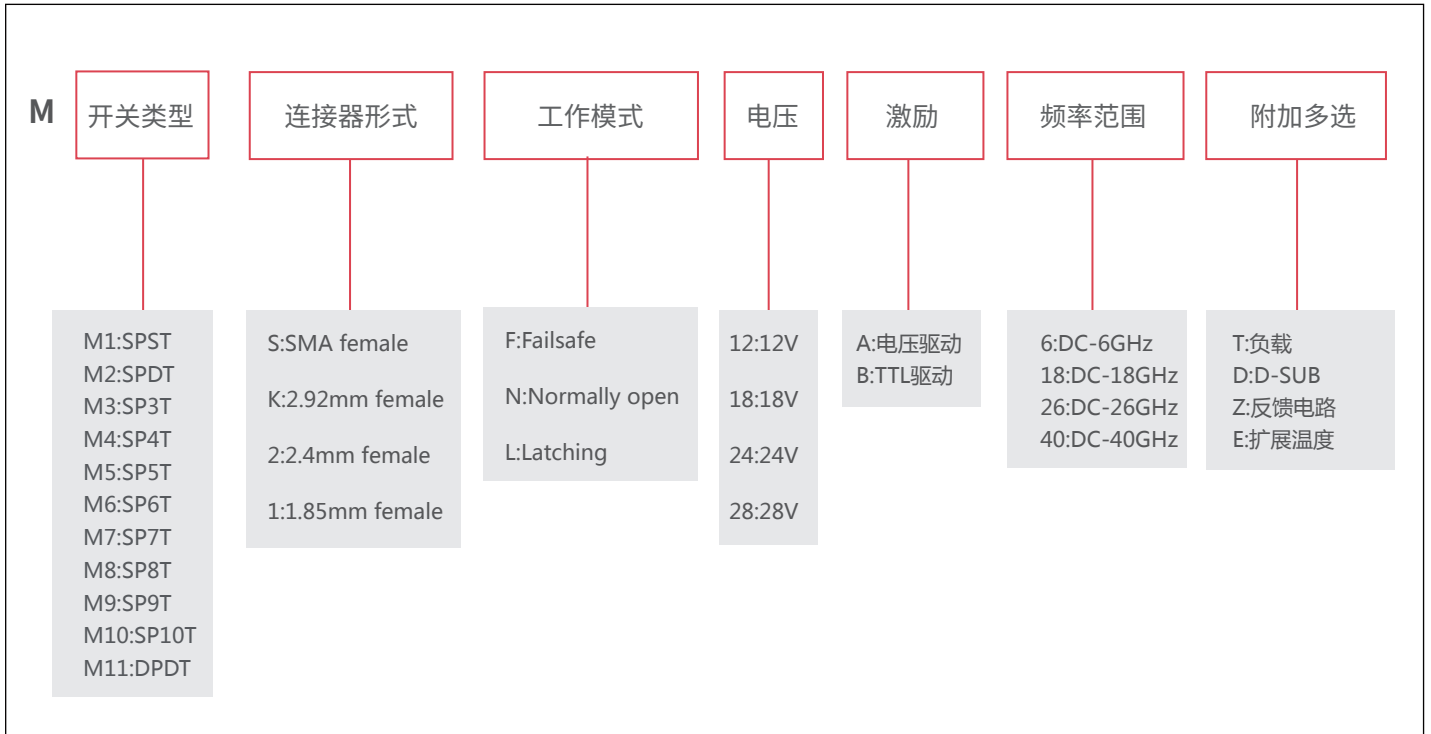 M
开关类型
连接器形式
工作模式
电压
激励
频率范围
附加多选
M1:SPST
M2:SPDT
M3:SP3T
M4:SP4T
M5:SP5T
M6:SP6T
M7:SP7T
M8:SP8T
M9:SP9T
M10:SP10T
M11:DPDT
S:SMA female
K:2.92mm female
2:2.4mm female
1:1.85mm female
F:Failsafe
N:Normally open
L:Latching
12:12V
18:18V
24:24V
28:28V
A:电压驱动
B:TTL驱动
6:DC-6GHz
18:DC-18GHz
26:DC-26GHz
40:DC-40GHz
T:负载
D:D-SUB
Z:反馈电路
E:扩展温度